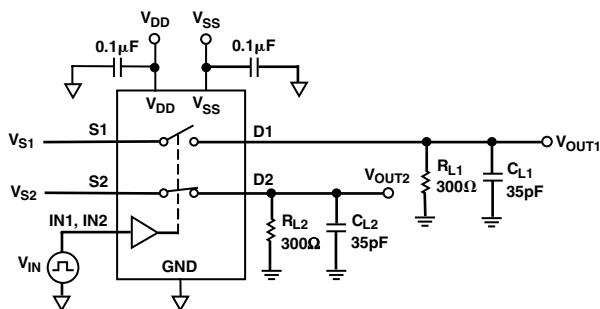 VDD VSS
0.1µF 0.1µF
VDD VSS
VS1 S1 D1 VOUT1
RL1 300Ω CL1 35pF
VS2 S2 D2 VOUT2
IN1, IN2 RL2 300Ω CL2 35pF
VIN
GND